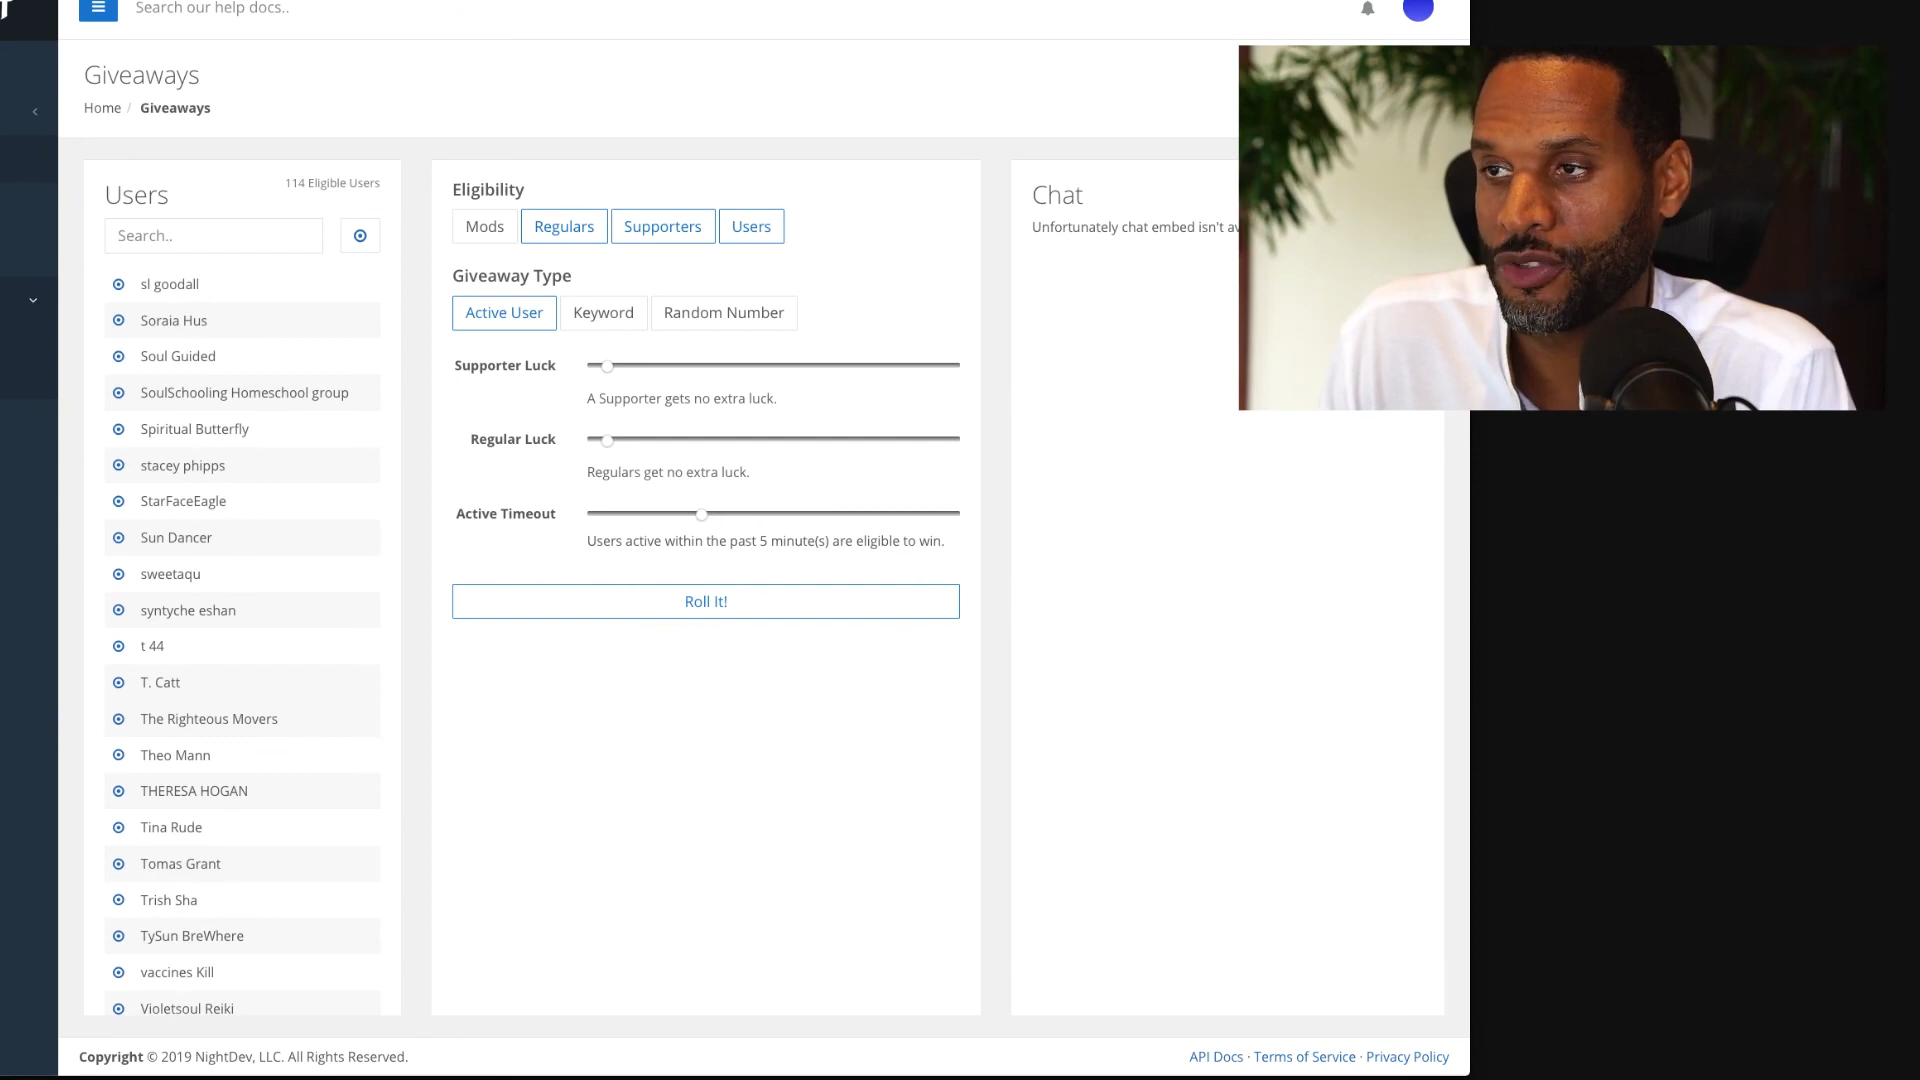 Search our help docs..
Giveaways
Home / Giveaways
Users
114 Eligible Users
Search..
sl goodall
Soraia Hus
Soul Guided
SoulSchooling Homeschool group
Spiritual Butterfly
stacey phipps
StarFaceEagle
Sun Dancer
sweetaqu
syntyche eshan
t 44
T. Catt
The Righteous Movers
Theo Mann
THERESA HOGAN
Tina Rude
Tomas Grant
Trish Sha
TySun BreWhere
vaccines Kill
Violetsoul Reiki
Eligibility
Mods Regulars Supporters Users
Giveaway Type
Active User Keyword Random Number
Supporter Luck
A Supporter gets no extra luck.
Regular Luck
Regulars get no extra luck.
Active Timeout
Users active within the past 5 minute(s) are eligible to win.
Roll It!
Chat
Unfortunately chat embed isn't
Copyright © 2019 NightDev, LLC. All Rights Reserved.
API Docs · Terms of Service · Privacy Policy